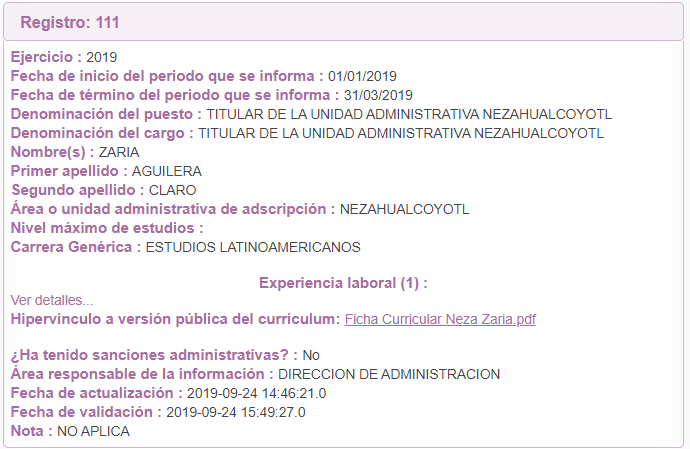 Registro: 111
Ejercicio : 2019
Fecha de inicio del periodo que se informa : 01/01/2019
Fecha de término del periodo que se informa : 31/03/2019
Denominación del puesto : TITULAR DE LA UNIDAD ADMINISTRATIVA NEZAHUALCOYOTL
Denominación del cargo : TITULAR DE LA UNIDAD ADMINISTRATIVA NEZAHUALCOYOTL
Nombre(s) : ZARIA
Primer apellido : AGUILERA
Segundo apellido : CLARO
Área o unidad administrativa de adscripción : NEZAHUALCOYOTL
Nivel máximo de estudios :
Carrera Genérica : ESTUDIOS LATINOAMERICANOS
Experiencia laboral (1) :
Ver detalles...
Hipervínculo a versión pública del currículum: Ficha Curricular Neza Zaria.pdf
¿Ha tenido sanciones administrativas? : No
Área responsable de la información : DIRECCION DE ADMINISTRACION
Fecha de actualización : 2019-09-24 14:46:21.0
Fecha de validación : 2019-09-24 15:49:27.0
Nota : NO APLICA